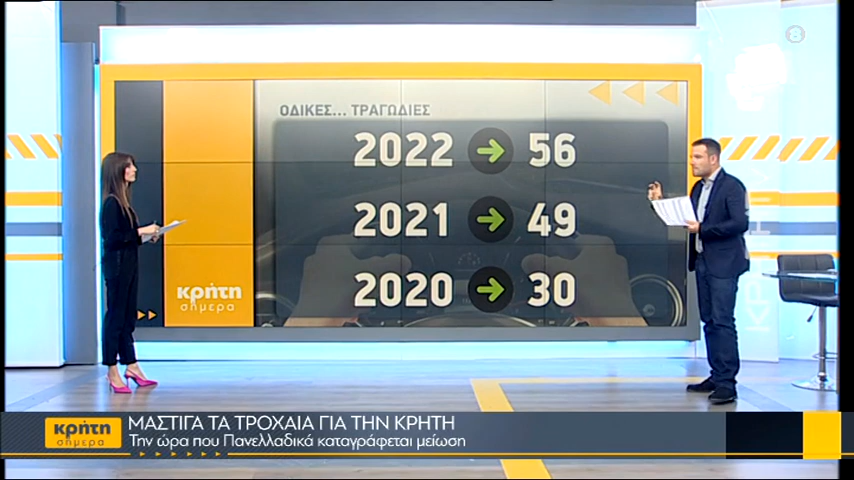 ΟΔΙΚΕΣ... ΤΡΑΓΩΔΙΕΣ
2022 → 56
2021 → 49
2020 → 30
κρήτη
σήμερα
κρήτη
σήμερα
ΜΑΣΤΙΓΑ ΤΑ ΤΡΟΧΑΙΑ ΓΙΑ ΤΗΝ ΚΡΗΤΗ
Την ώρα που Πανελλαδικά καταγράφεται μείωση